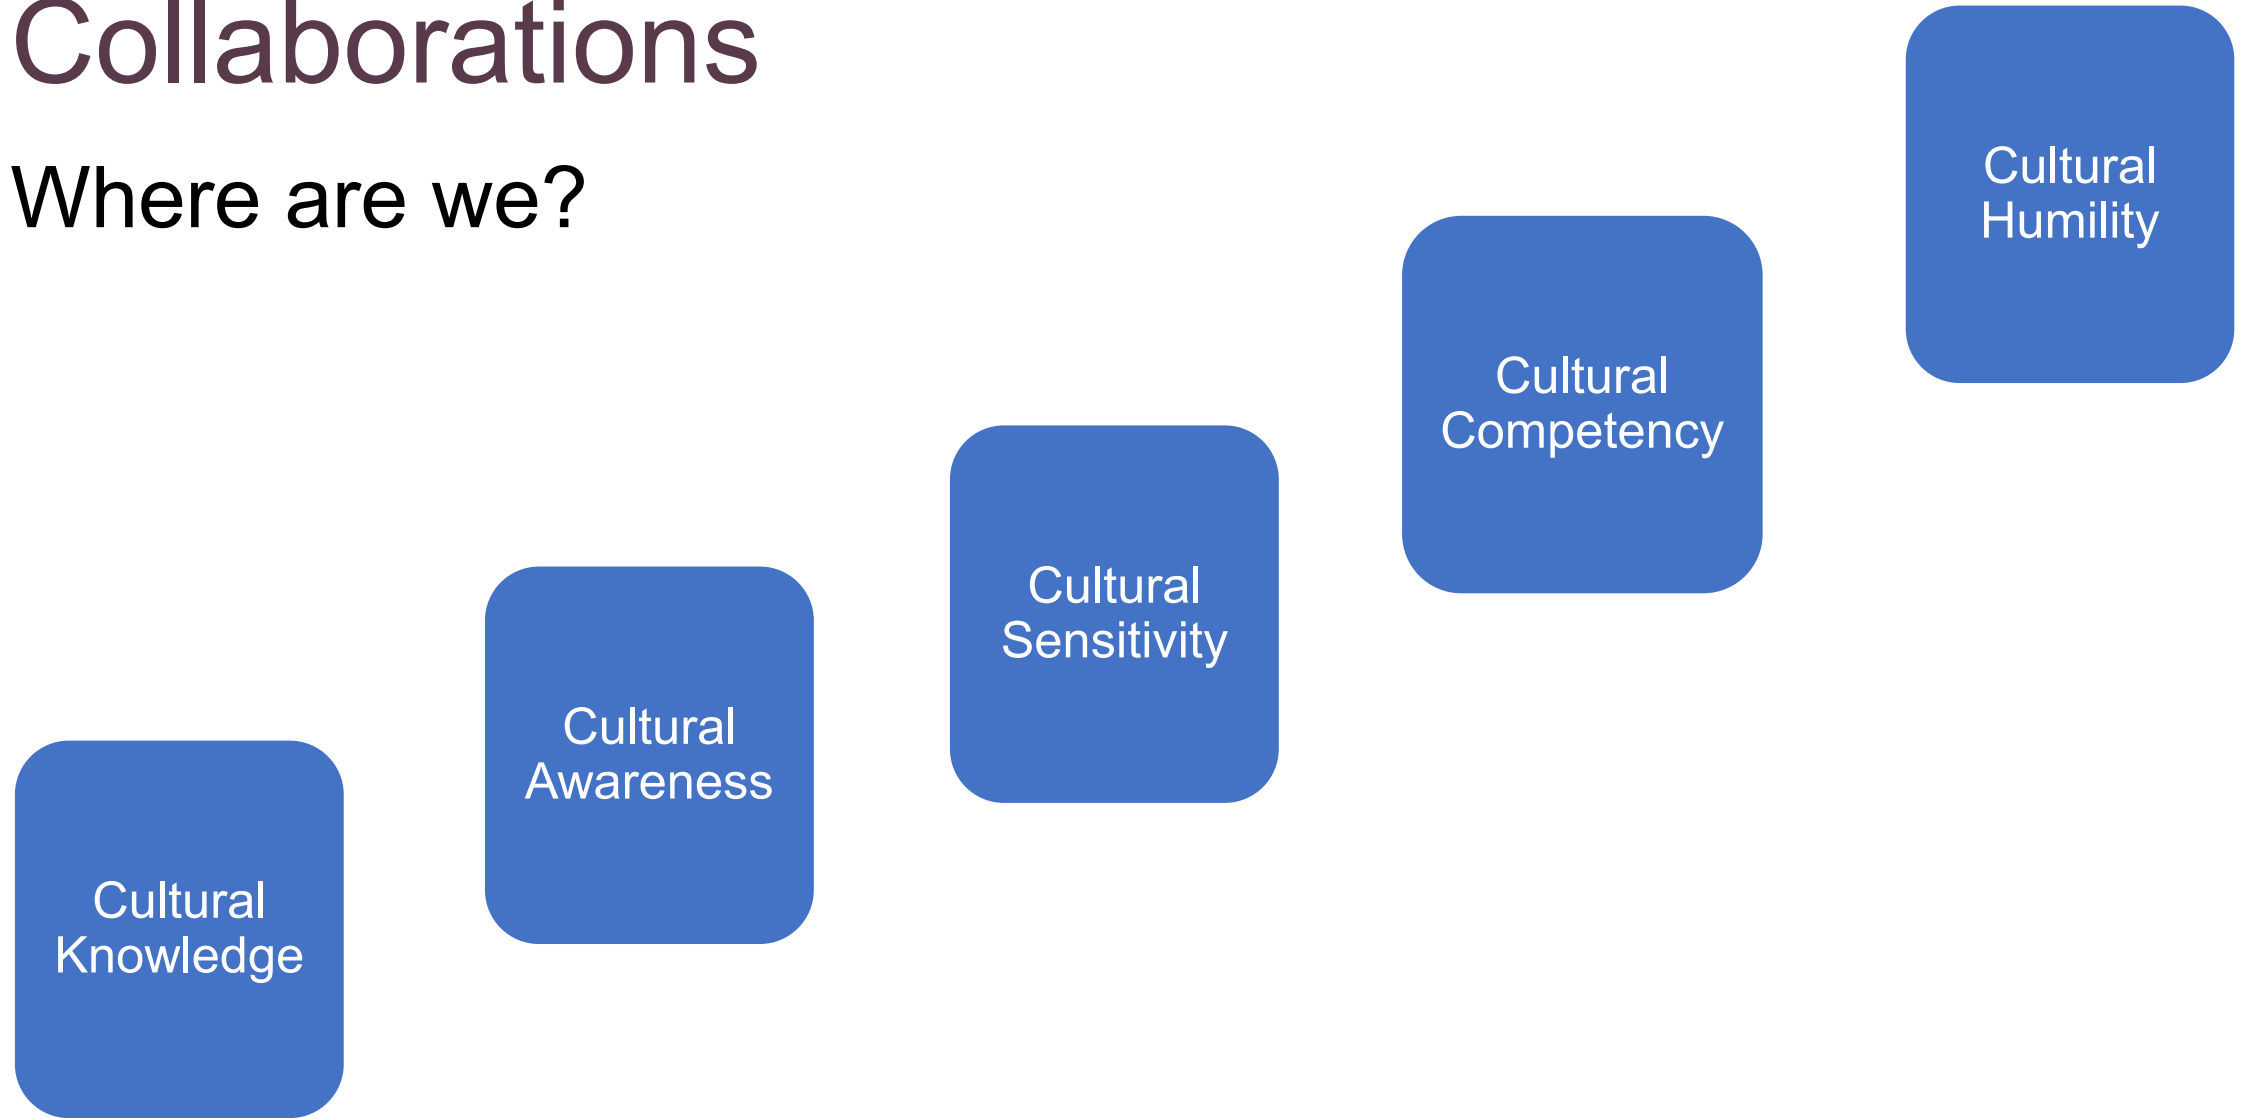 Collaborations
Where are we?
Cultural
Knowledge
Cultural
Awareness
Cultural
Sensitivity
Cultural
Competency
Cultural
Humility